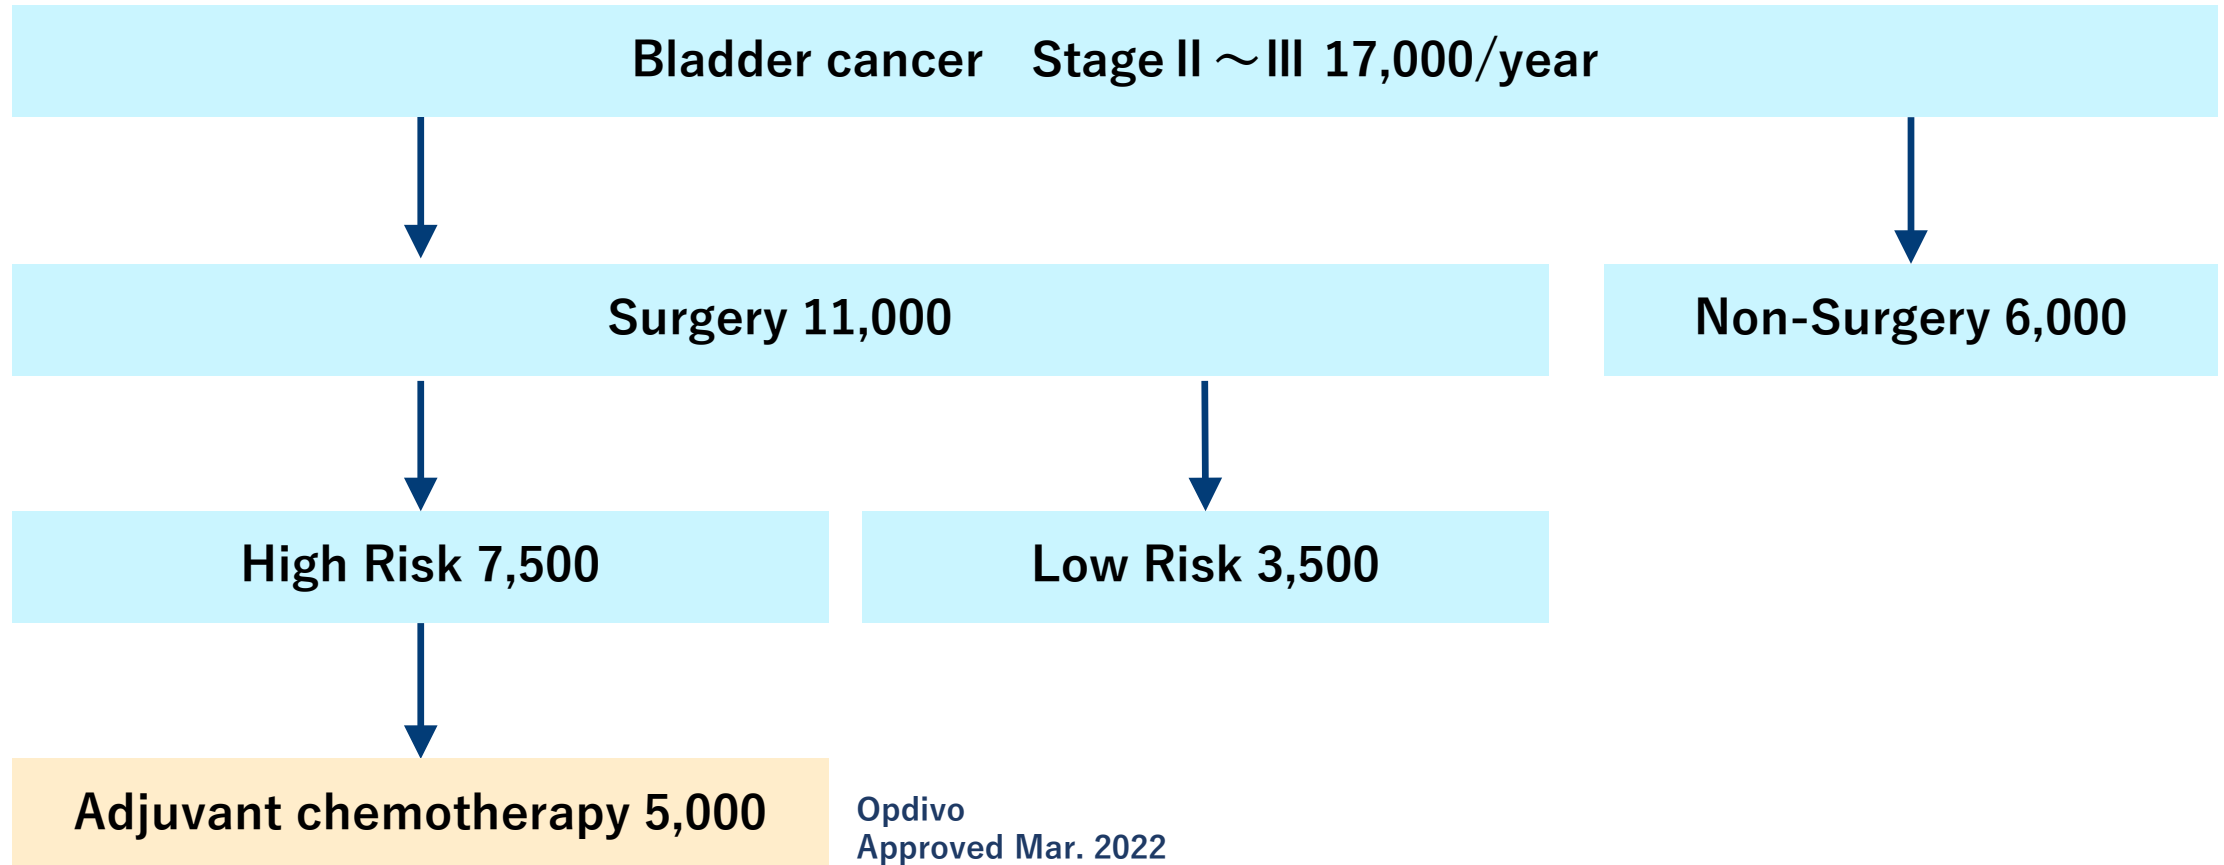 Bladder cancer　Stage Ⅱ ～Ⅲ 17,000/year
Surgery 11,000
Non-Surgery 6,000
High Risk 7,500
Low Risk 3,500
Adjuvant chemotherapy 5,000
Opdivo
Approved Mar. 2022